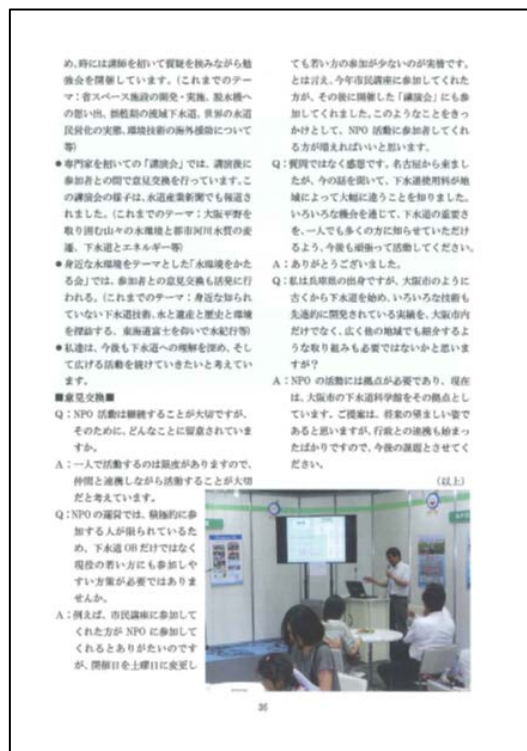 め、時には講師を招いて質疑を挟みながら勉
強会を開催しています。(これまでのテー
マ:省スペース施設の開発・実施、脱水機へ
の想い出、揺籃期の流域下水道、世界の水道
民営化の実態、環境技術の海外援助について
等)
●専門家を招いての「講演会」では、講演後に
参加者との間で意見交換を行っています。こ
の講演会の様子は、水道産業新聞でも報道さ
れました。(これまでのテーマ:大阪平野を
取り囲む山々の水環境と都市河川水質の変
遷、下水道とエネルギー等)
●身近な水環境をテーマとした「水環境をかた
る会」では、参加者との意見交換も活発に行
われる。(これまでのテーマ:身近な知られ
ていない下水道技術、水と遺産と歴史と環境
を探訪する、東海道富士を仰いで水紀行等)
●私達は、今後も下水道への理解を深め、そし
て広げる活動を続けていきたいと考えてい
ます。
■意見交換■
Q:NPO 活動は継続することが大切ですが、
そのために、どんなことに留意されていま
すか。
A:一人で活動するのは限度がありますので、
仲間と連携しながら活動することが大切
だと考えています。
Q:NPOの運営では、積極的に参
加する人が限られているた
め、下水道 OB だけではなく
現役の若い方にも参加しや
すい方策が必要ではありま
せんか。
A:例えば、市民講座に参加して
くれた方が NPO に参加して
くれるとありがたいのです
が、開催日を土曜日に変更し
ても若い方の参加が少ないのが実情です。
とは言え、今年市民講座に参加してくれた
方が、その後に開催した「講演会」にも参
加してくれました。このようなことをきっ
かけとして、NPO 活動に参加者してくれ
る方が増えればいいと思います。
Q:質問ではなく感想です。名古屋から来まし
たが、今の話を聞いて、下水道使用料が地
域によって大幅に違うことを知りました。
いろいろな機会を通じて、下水道の重要さ
を、一人でも多くの方に知らせていただけ
るよう、今後も頑張って活動してください。
A:ありがとうございました。
Q:私は兵庫県の出身ですが、大阪市のように
古くから下水道を始め、いろいろな技術も
先進的に開発されている実績を、大阪市内
だけでなく、広く他の地域でも紹介するよ
うな取り組みも必要ではないかと思いま
すが?
A:NPO の活動には拠点が必要であり、現在
は、大阪市の下水道科学館をその拠点とし
ています。ご提案は、将来の望ましい姿で
あると思いますが、行政との連携も始まっ
たばかりですので、今後の課題とさせてく
ださい。
(以上)
36